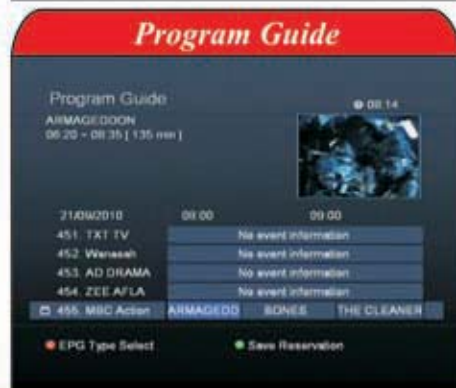 Program Guide
Program Guide
08:14
ARMAGEDOON
06:20 ~ 08:35 [ 135 min ]
21/09/2010 08:00 09:00
451. TXT TV No event information
452. Wanasah No event information
453. AD DRAMA No event information
454. ZEE AFLA No event information
455. MBC Action ARMAGEDD BONES THE CLEANER
EPG Type Select Save Reservation